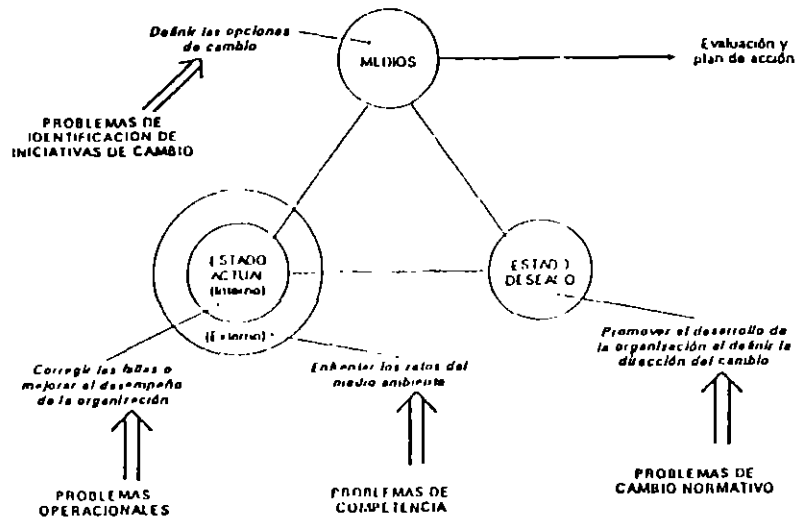 Definir las opciones
de cambio
MEDIOS
Evaluación y
plan de acción
PROBLEMAS DE
IDENTIFICACION DE
INICIATIVAS DE CAMBIO
ESTADO
ACTUAL
(Interno)
(Externo)
ESTADO
DESEADO
Corregir las fallas o
mejorar el desempeño
de la organización
Enfrentar los retos del
medio ambiente
Promover el desarrollo de
la organización al definir la
dirección del cambio
PROBLEMAS
OPERACIONALES
PROBLEMAS DE
COMPETENCIA
PROBLEMAS DE
CAMBIO NORMATIVO